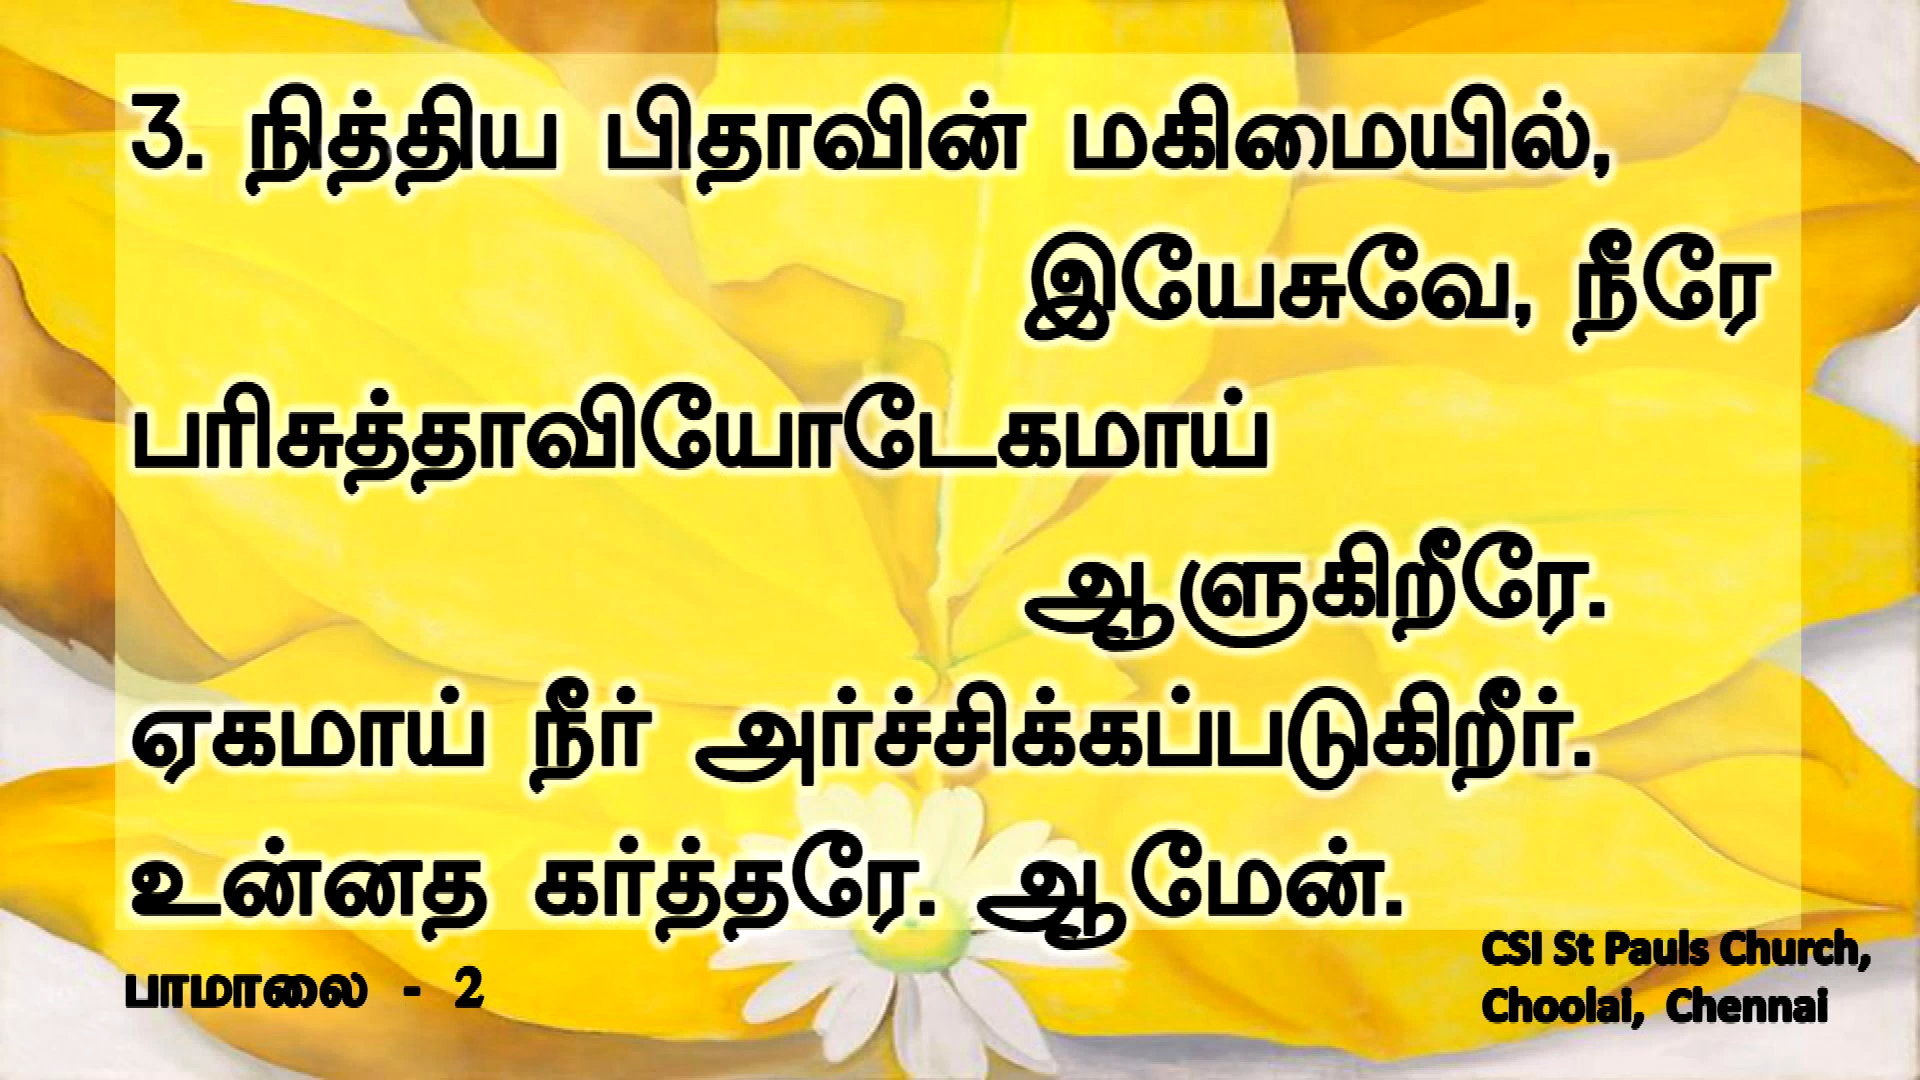 3. நித்திய பிதாவின் மகிமையில்,
இயேசுவே, நீரே
பரிசுத்தாவியோடேகமாய்
ஆளுகிறீரே.
ஏகமாய் நீர் அர்ச்சிக்கப்படுகிறீர்.
உன்னத கர்த்தரே. ஆமேன்.
பாமாலை - 2
CSI St Pauls Church,
Choolai, Chennai